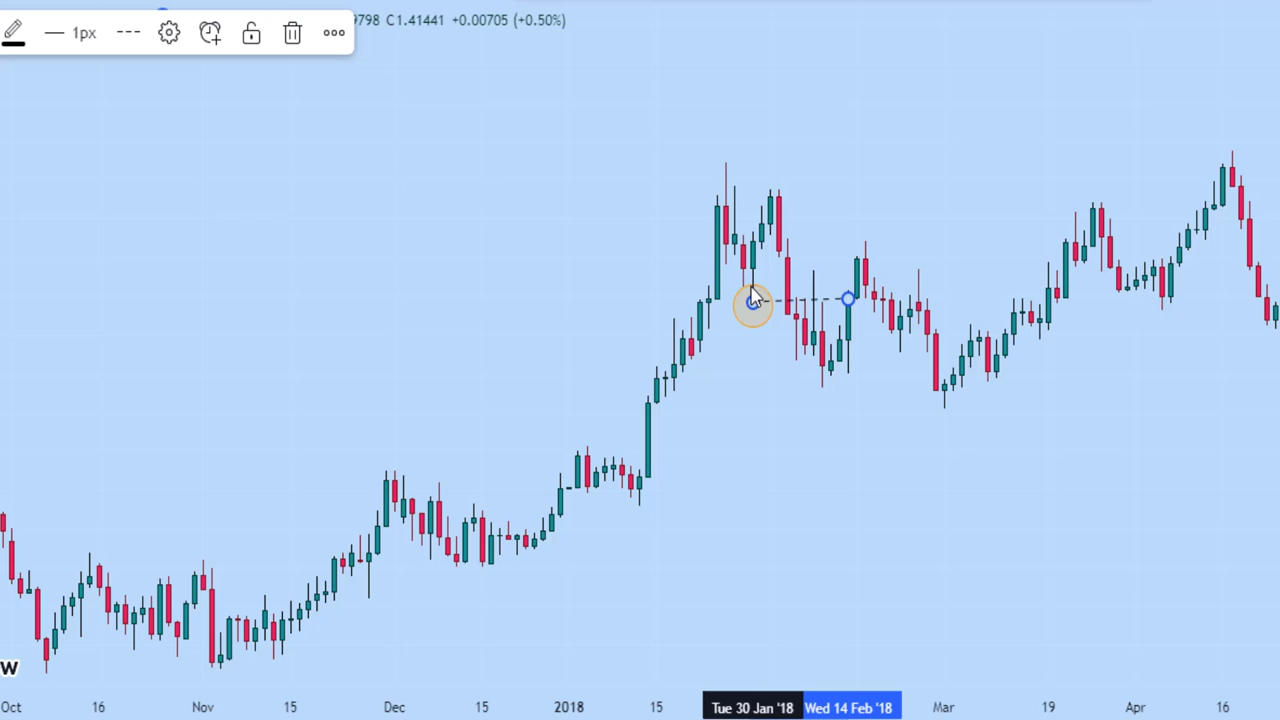 1px
9798 C1.41441 +0.00705 (+0.50%)
W
Oct 16 Nov 15 Dec 15 2018 15 Tue 30 Jan '18 Wed 14 Feb '18 Mar 19 Apr 16